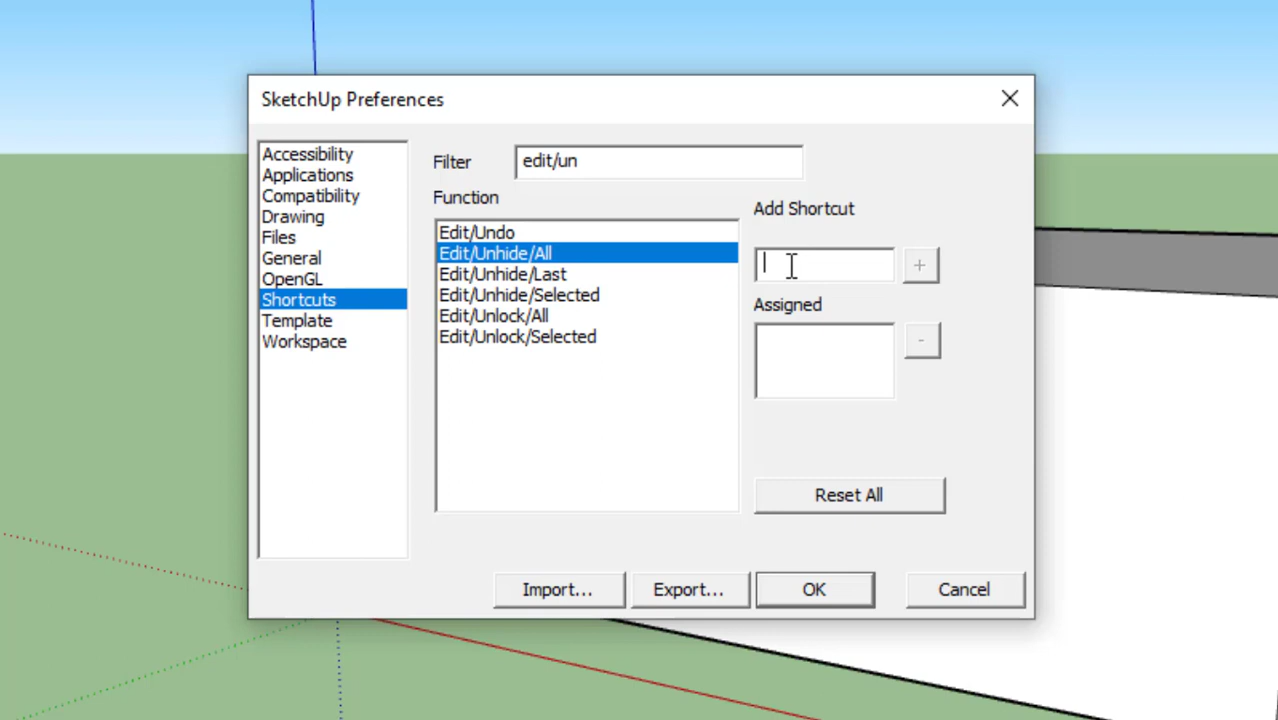 SketchUp Preferences
Accessibility
Applications
Compatibility
Drawing
Files
General
OpenGL
Shortcuts
Template
Workspace
Filter
edit/un
Function
Edit/Undo
Edit/Unhide/All
Edit/Unhide/Last
Edit/Unhide/Selected
Edit/Unlock/All
Edit/Unlock/Selected
Add Shortcut
+
Assigned
-
Reset All
Import...
Export...
OK
Cancel